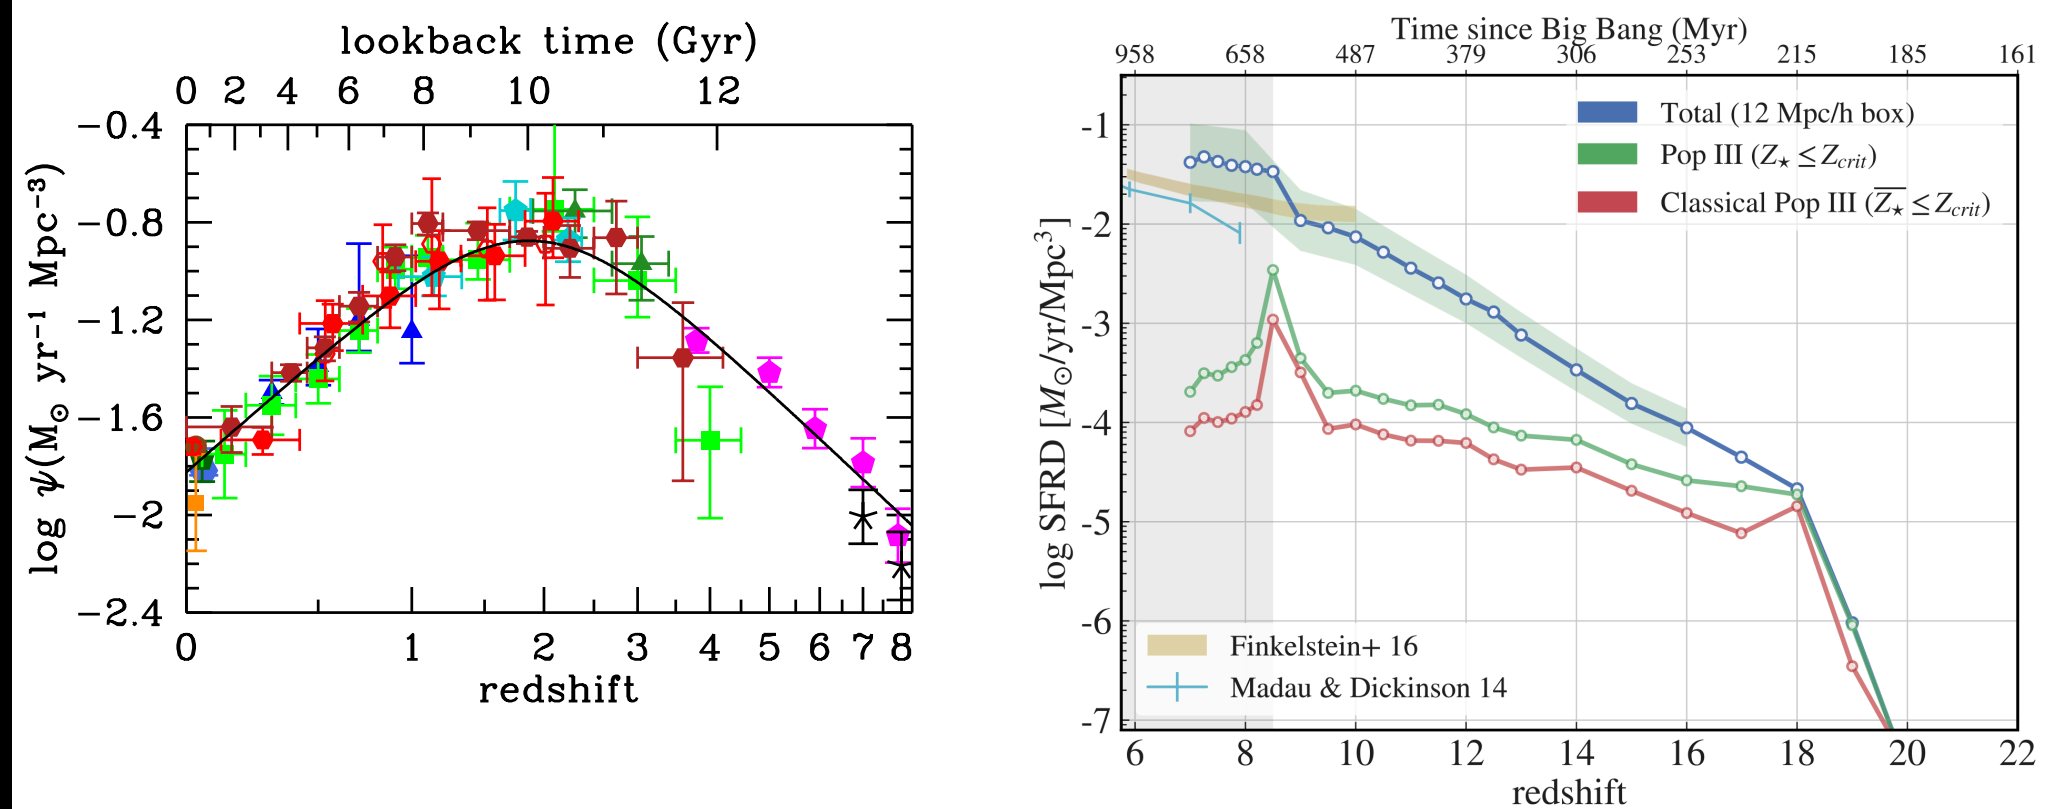 lookback time (Gyr)
0 2 4 6 8 10 12
−0.4
−0.8
−1.2
−1.6
−2
−2.4
log ψ(M⊙ yr⁻¹ Mpc⁻³)
0 1 2 3 4 5 6 7 8
redshift
Time since Big Bang (Myr)
958 658 487 379 306 253 215 185 161
Total (12 Mpc/h box)
Pop III (Z⋆ ≤ Zcrit)
Classical Pop III (Z̅⋆ ≤ Zcrit)
-1
-2
-3
-4
-5
-6
-7
log SFRD [M⊙/yr/Mpc³]
Finkelstein+ 16
Madau & Dickinson 14
6 8 10 12 14 16 18 20 22
redshift